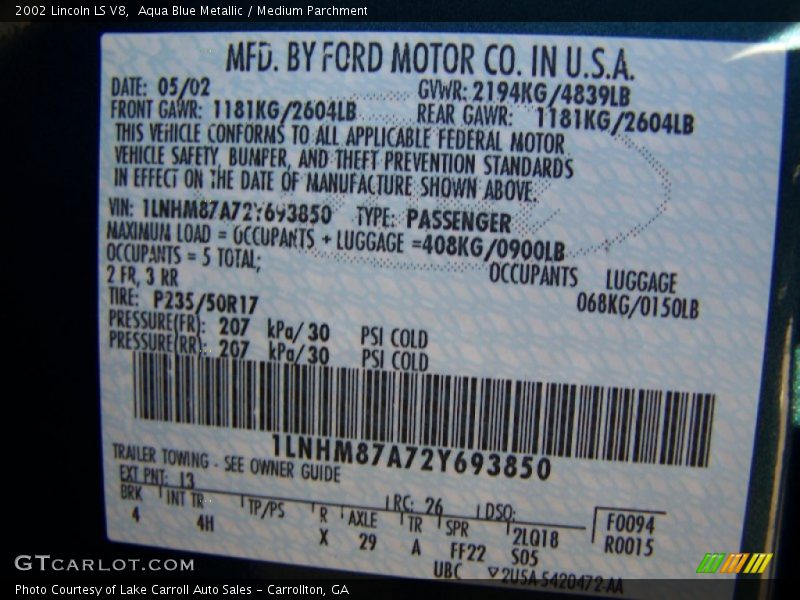 2002 Lincoln LS V8, Aqua Blue Metallic / Medium Parchment
MFD. BY FORD MOTOR CO. IN U.S.A.
DATE: 05/02 GVWR: 2194KG/4839LB
FRONT GAWR: 1181KG/2604LB REAR GAWR: 1181KG/2604LB
THIS VEHICLE CONFORMS TO ALL APPLICABLE FEDERAL MOTOR
VEHICLE SAFETY, BUMPER, AND THEFT PREVENTION STANDARDS
IN EFFECT ON THE DATE OF MANUFACTURE SHOWN ABOVE.
VIN: 1LNHM87A72Y693850 TYPE: PASSENGER
MAXIMUM LOAD = OCCUPANTS + LUGGAGE =408KG/0900LB
OCCUPANTS = 5 TOTAL; OCCUPANTS LUGGAGE
2 FR, 3 RR 068KG/0150LB
TIRE: P235/50R17
PRESSURE(FR): 207 kPa/ 30 PSI COLD
PRESSURE(RR): 207 kPa/ 30 PSI COLD
1LNHM87A72Y693850
TRAILER TOWING - SEE OWNER GUIDE
EXT PNT: 13 RC: 26 DSO:
BRK INT TR TP/PS R AXLE TR SPR 2LQ18 F0094
4 4H X 29 A FF22 S05 R0015
UBC ▽2USA-5420472-AA
GTCARLOT.COM
Photo Courtesy of Lake Carroll Auto Sales - Carrollton, GA